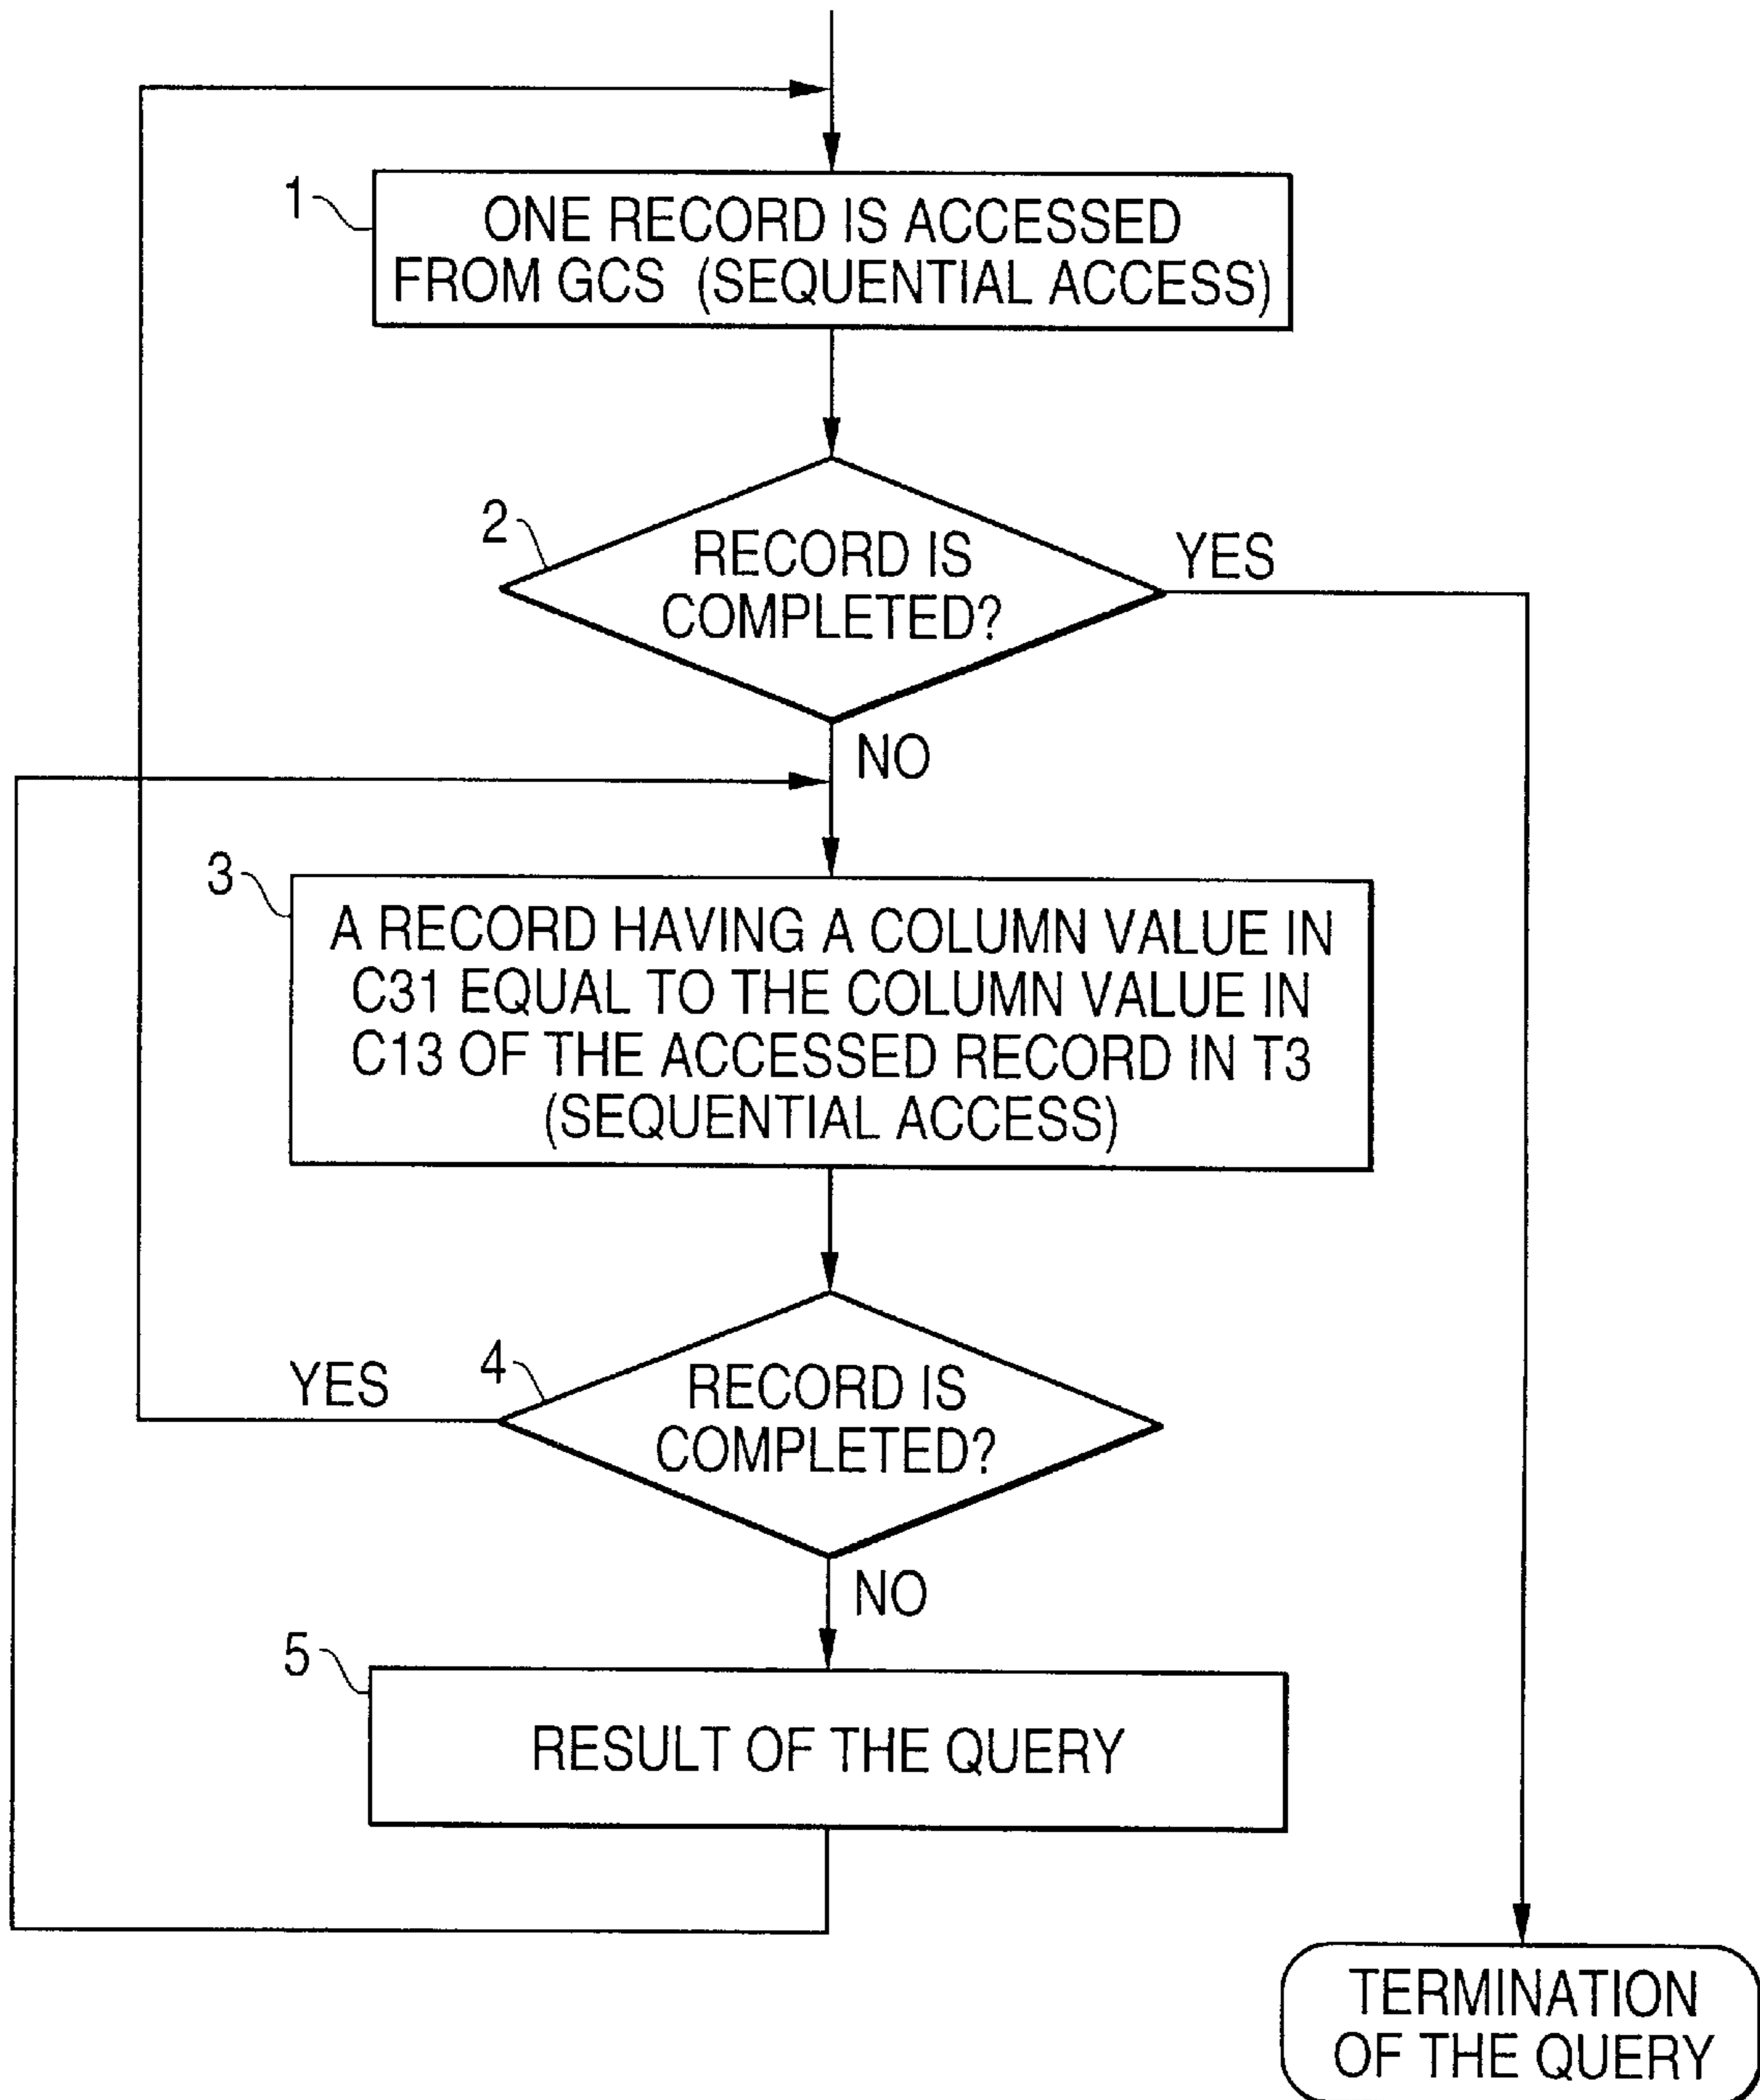 1
ONE RECORD IS ACCESSED
FROM GCS (SEQUENTIAL ACCESS)
2
RECORD IS
COMPLETED?
YES
NO
3
A RECORD HAVING A COLUMN VALUE IN
C31 EQUAL TO THE COLUMN VALUE IN
C13 OF THE ACCESSED RECORD IN T3
(SEQUENTIAL ACCESS)
YES
4
RECORD IS
COMPLETED?
NO
5
RESULT OF THE QUERY
TERMINATION
OF THE QUERY